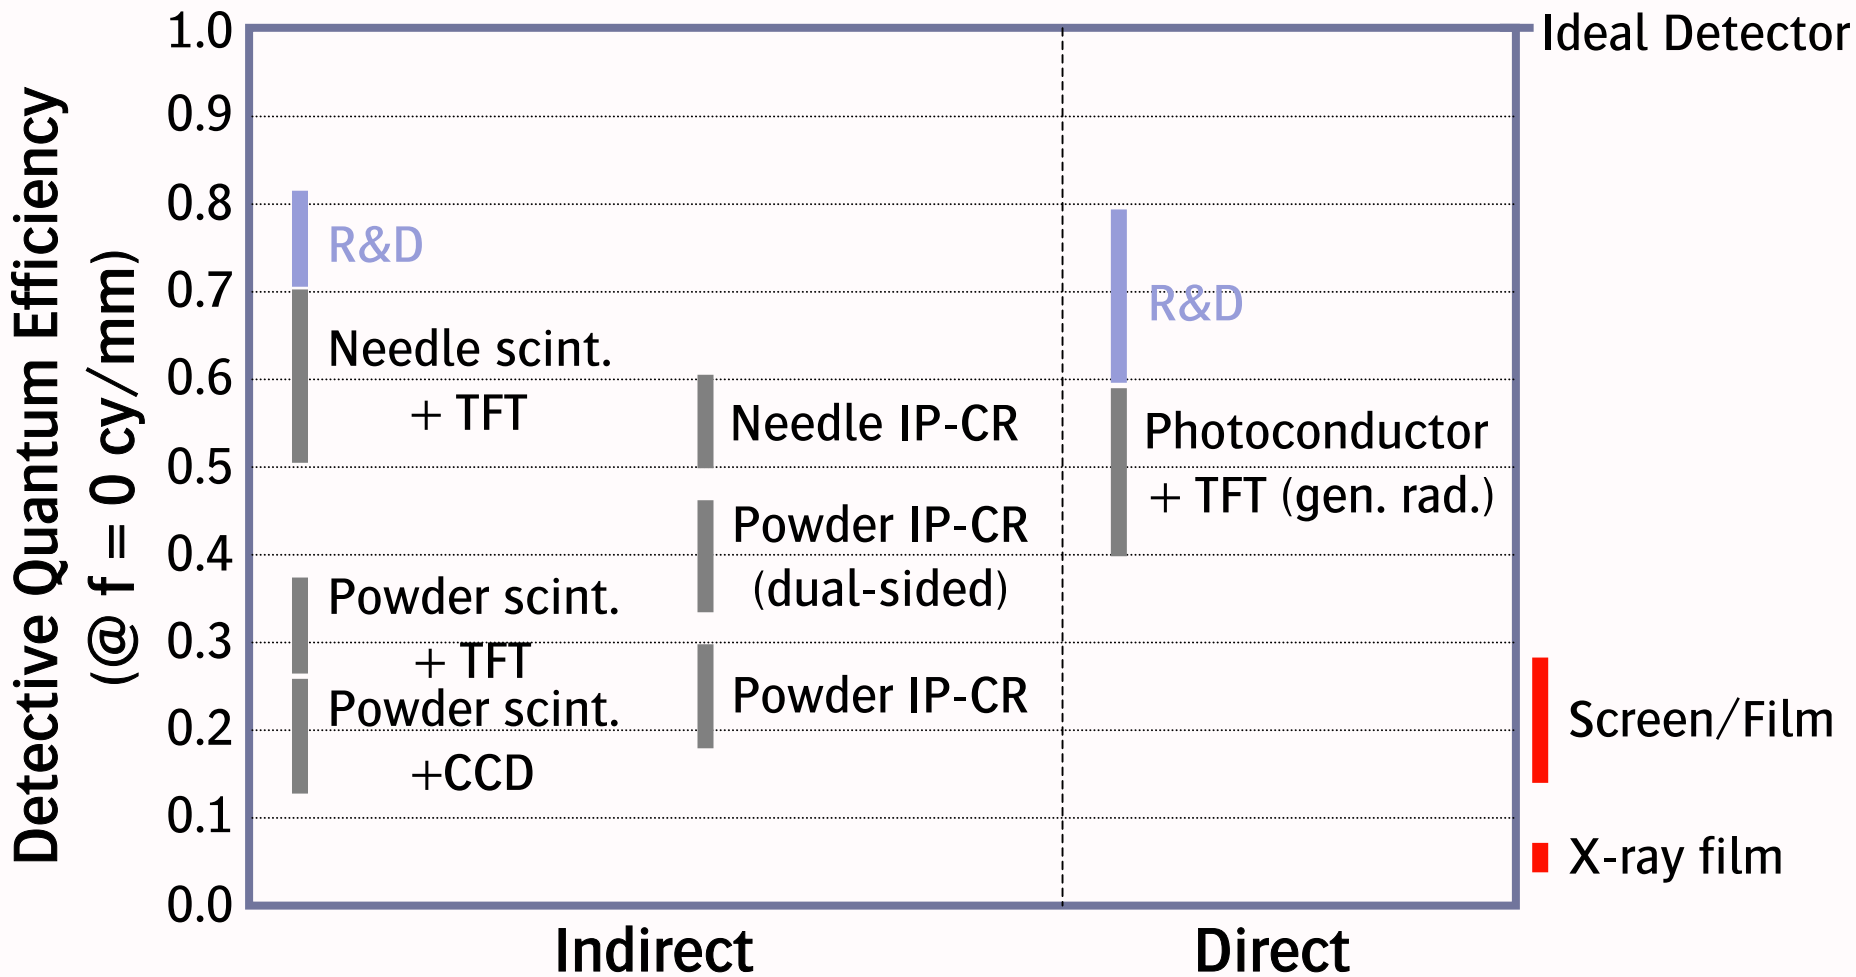 Detective Quantum Efficiency
(@ f = 0 cy/mm)
1.0
0.9
0.8
0.7
0.6
0.5
0.4
0.3
0.2
0.1
0.0
R&D
Needle scint.
+ TFT
Powder scint.
+ TFT
Powder scint.
+CCD
Needle IP-CR
Powder IP-CR
(dual-sided)
Powder IP-CR
R&D
Photoconductor
+ TFT (gen. rad.)
Ideal Detector
Screen/Film
X-ray film
Indirect
Direct